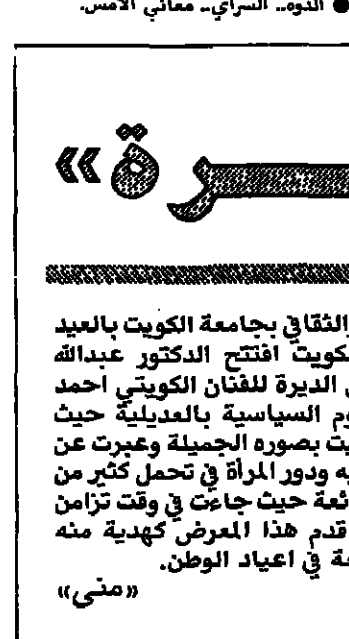 ● الدوه.. السراي.. معاني الأمس.
ـرة»
الثقافي بجامعة الكويت بالعيد
كويت افتتح الدكتور عبدالله
الديرة للفنان الكويتي احمد
وم السياسية بالعديلية حيث
يت بصوره الجميلة وعبرت عن
يه ودور المرأة في تحمل كثير من
ئعة حيث جاءت في وقت تزامن
قدم هذا المعرض كهدية منه
ة في اعياد الوطن.
«منى»